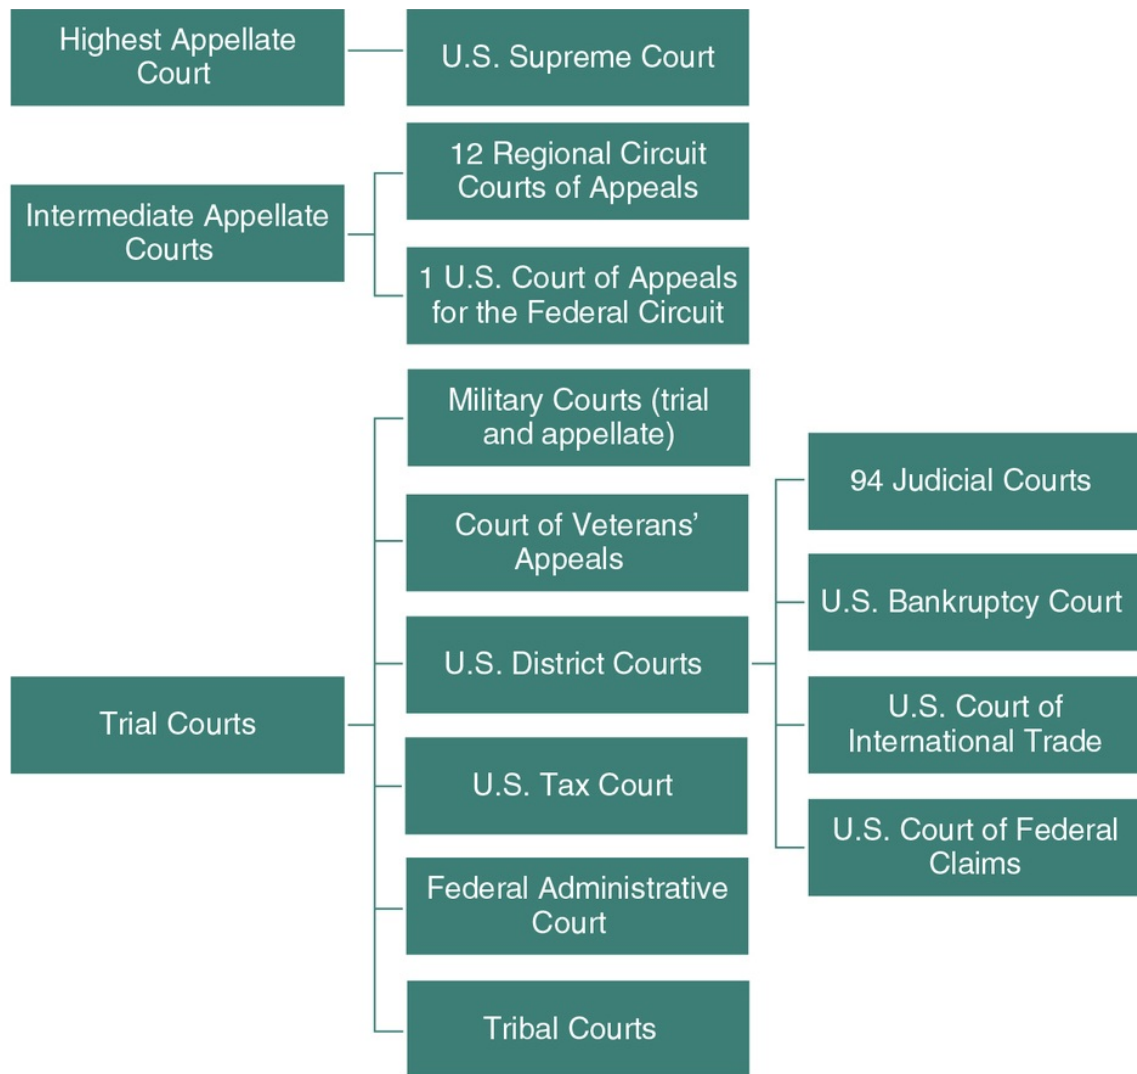 Highest Appellate
Court
U.S. Supreme Court
Intermediate Appellate
Courts
12 Regional Circuit
Courts of Appeals
1 U.S. Court of Appeals
for the Federal Circuit
Trial Courts
Military Courts (trial
and appellate)
Court of Veterans’
Appeals
U.S. District Courts
94 Judicial Courts
U.S. Bankruptcy Court
U.S. Court of
International Trade
U.S. Court of Federal
Claims
U.S. Tax Court
Federal Administrative
Court
Tribal Courts